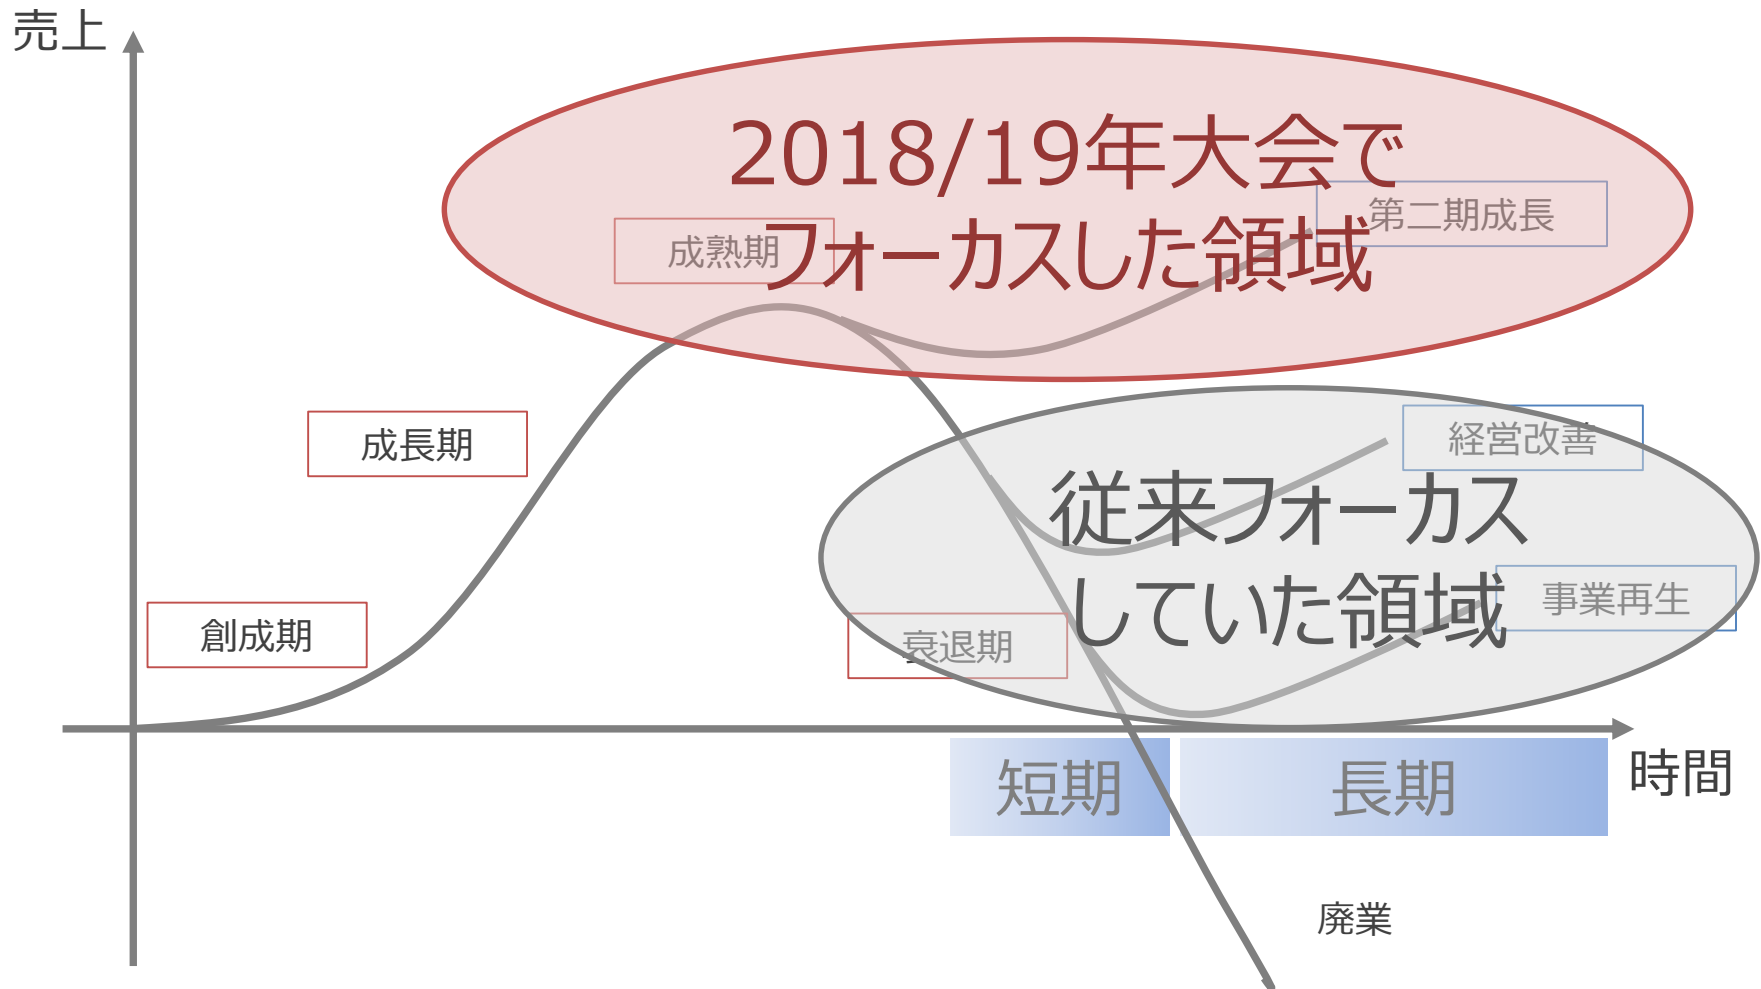 売上
2018/19年大会で
フォーカスした領域
第二期成長
成熟期
成長期
経営改善
従来フォーカス
していた領域
事業再生
創成期
衰退期
時間
短期
長期
廃業